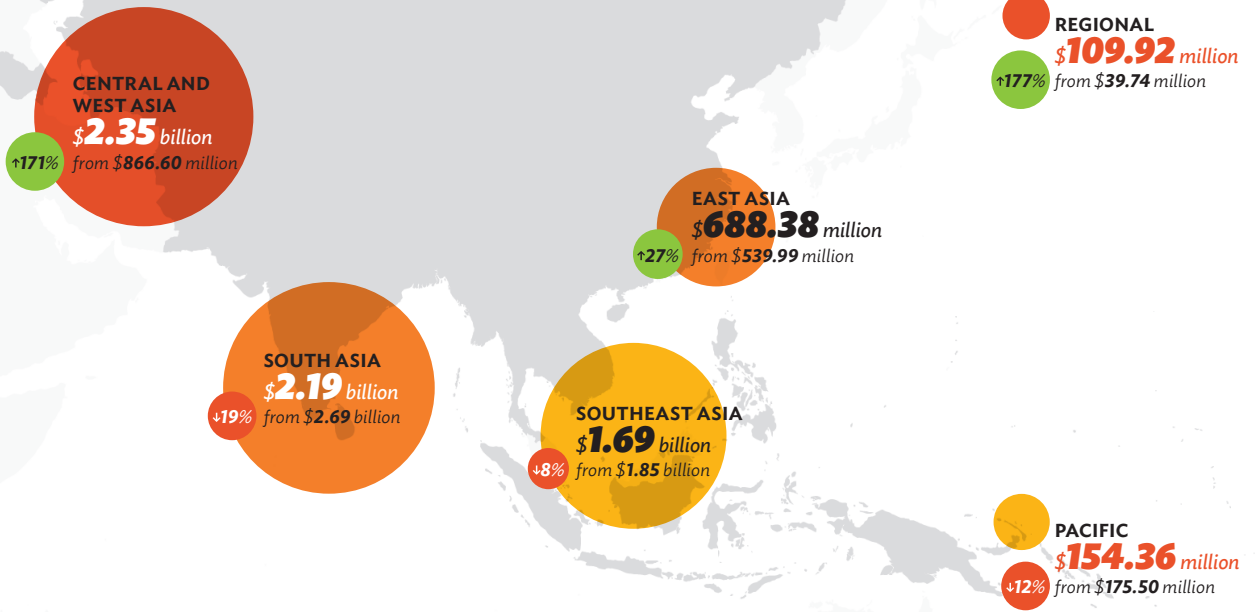 CENTRAL AND
WEST ASIA
$2.35 billion
↑171% from $866.60 million
REGIONAL
$109.92 million
↑177% from $39.74 million
EAST ASIA
$688.38 million
↑27% from $539.99 million
SOUTH ASIA
$2.19 billion
↓19% from $2.69 billion
SOUTHEAST ASIA
$1.69 billion
↓8% from $1.85 billion
PACIFIC
$154.36 million
↓12% from $175.50 million